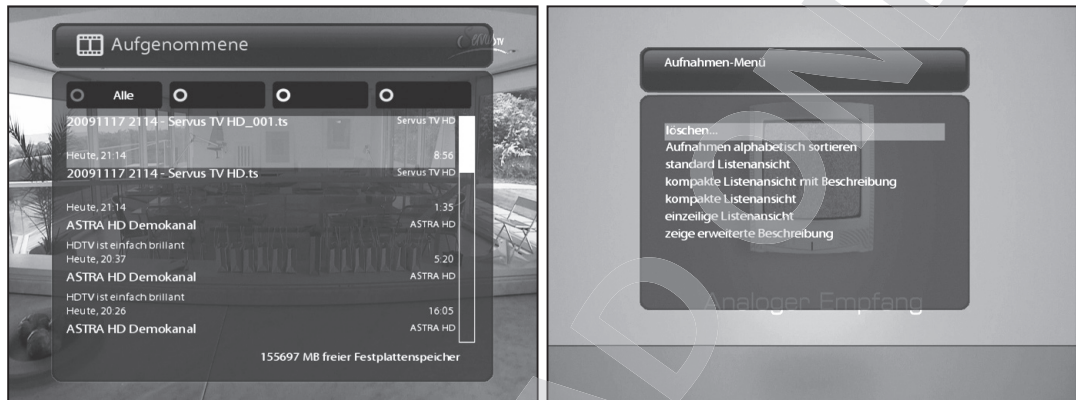 Aufgenommene
Servus TV
Alle
20091117 2114 - Servus TV HD_001.ts Servus TV HD
Heute, 21:14 8:56
20091117 2114 - Servus TV HD.ts Servus TV HD
Heute, 21:14 1:35
ASTRA HD Demokanal ASTRA HD
HDTV ist einfach brillant
Heute, 20:37 5:20
ASTRA HD Demokanal ASTRA HD
HDTV ist einfach brillant
Heute, 20:26 16:05
ASTRA HD Demokanal ASTRA HD
155697 MB freier Festplattenspeicher
Aufnahmen-Menü
löschen...
Aufnahmen alphabetisch sortieren
standard Listenansicht
kompakte Listenansicht mit Beschreibung
kompakte Listenansicht
einzeilige Listenansicht
zeige erweiterte Beschreibung
Analoger Empfang